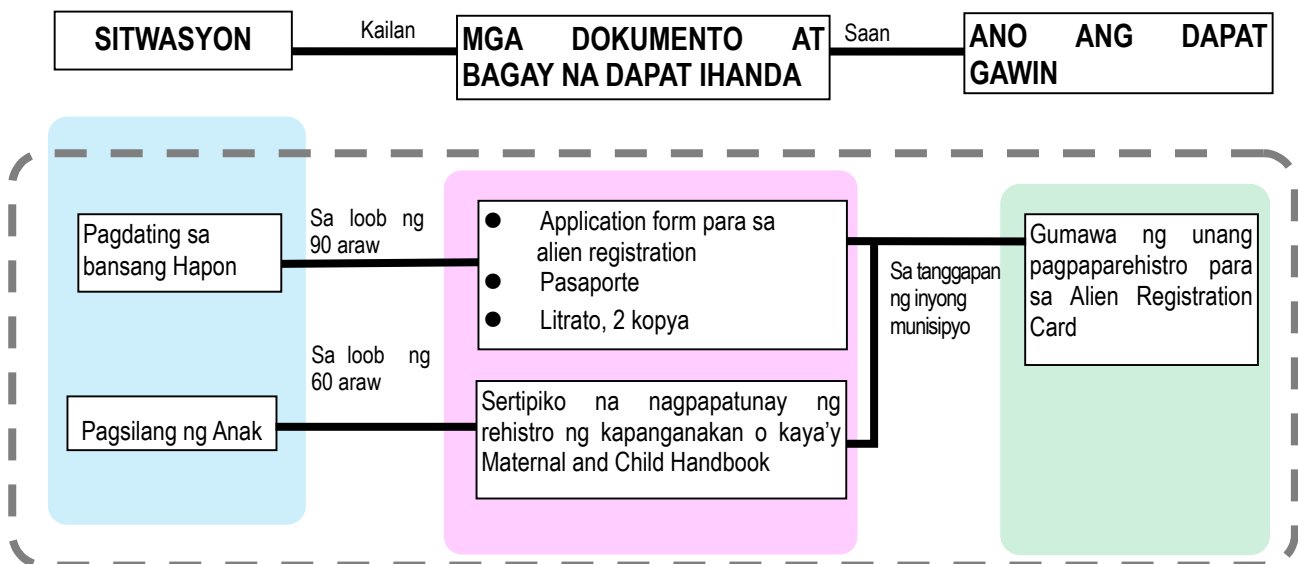 SITWASYON
Kailan
MGA DOKUMENTO AT
BAGAY NA DAPAT IHANDA
Saan
ANO ANG DAPAT
GAWIN
Pagdating sa
bansang Hapon
Sa loob ng
90 araw
● Application form para sa
alien registration
● Pasaporte
● Litrato, 2 kopya
Sa tanggapan
ng inyong
munisipyo
Gumawa ng unang
pagpaparehistro para
sa Alien Registration
Card
Sa loob ng
60 araw
Pagsilang ng Anak
Sertipiko na nagpapatunay ng
rehistro ng kapanganakan o kaya'y
Maternal and Child Handbook